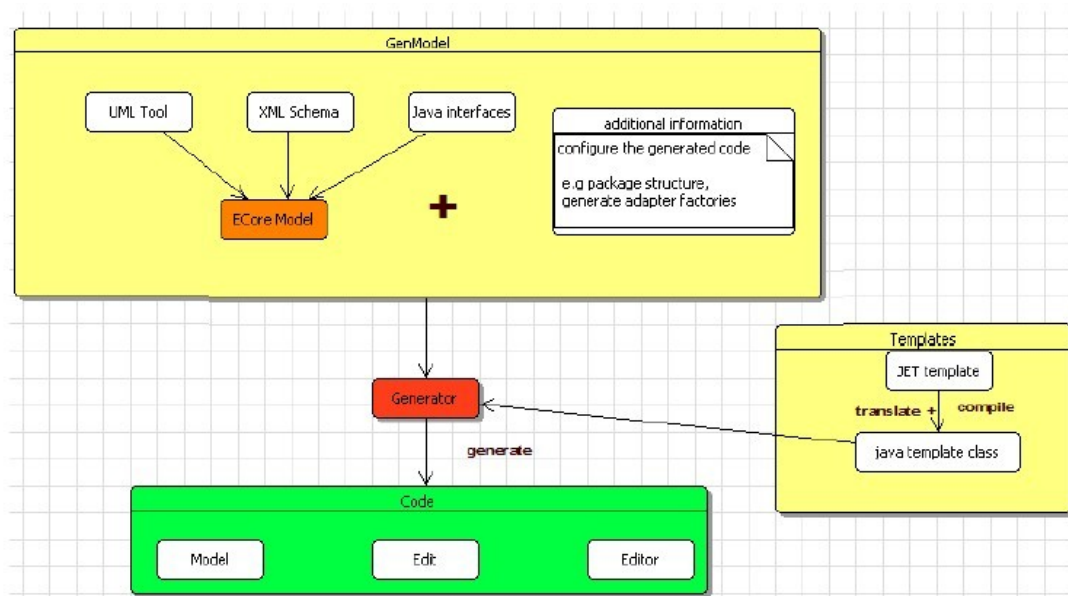 GenModel
UML Tool
XML Schema
Java interfaces
additional information
configure the generated code
e.g package structure,
generate adapter factories
ECore Model
+
Templates
JET template
translate + compile
java template class
Generator
generate
Code
Model
Edit
Editor